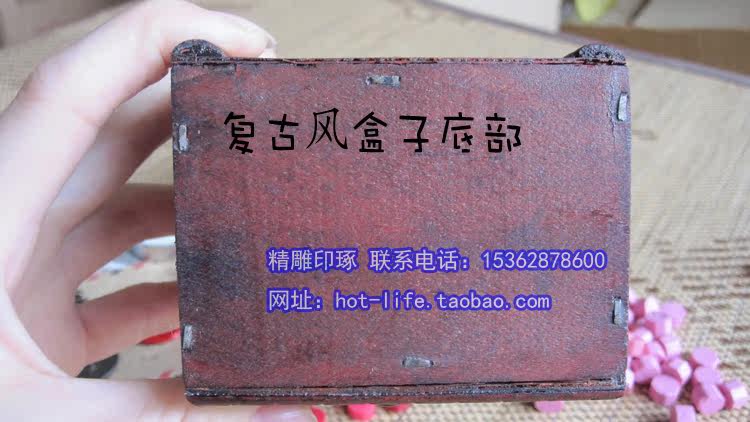 复古风盒子底部
精雕印琢 联系电话：15362878600
网址：hot-life.taobao.com